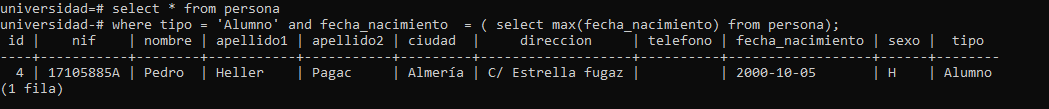 universidad=# select * from persona
universidad-# where tipo = 'Alumno' and fecha_nacimiento  = ( select max(fecha_nacimiento) from persona);
 id |    nif    | nombre | apellido1 | apellido2 | ciudad  |     direccion     | telefono | fecha_nacimiento | sexo |  tipo
----+-----------+--------+-----------+-----------+---------+-------------------+----------+------------------+------+--------
  4 | 17105885A | Pedro  | Heller    | Pagac     | Almería | C/ Estrella fugaz |          | 2000-10-05       | H    | Alumno
(1 fila)